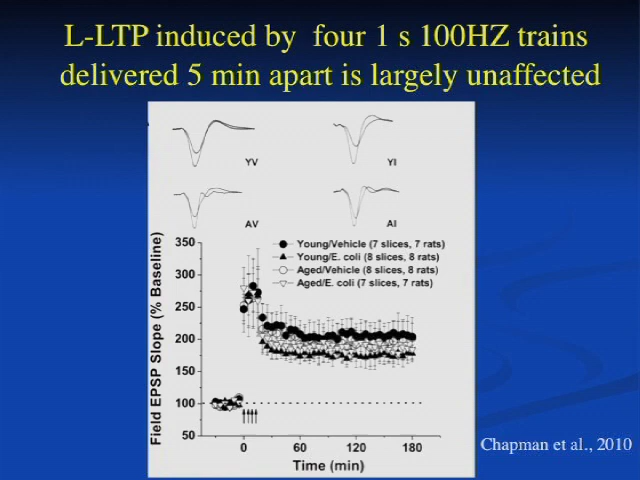 L-LTP induced by four 1 s 100HZ trains
delivered 5 min apart is largely unaffected
YV
YI
AV
AI
Young/Vehicle (7 slices, 7 rats)
Young/E. coli (8 slices, 8 rats)
Aged/Vehicle (8 slices, 8 rats)
Aged/E. coli (7 slices, 7 rats)
Field EPSP Slope (% Baseline)
350
300
250
200
150
100
50
0
60
120
180
Time (min)
Chapman et al., 2010